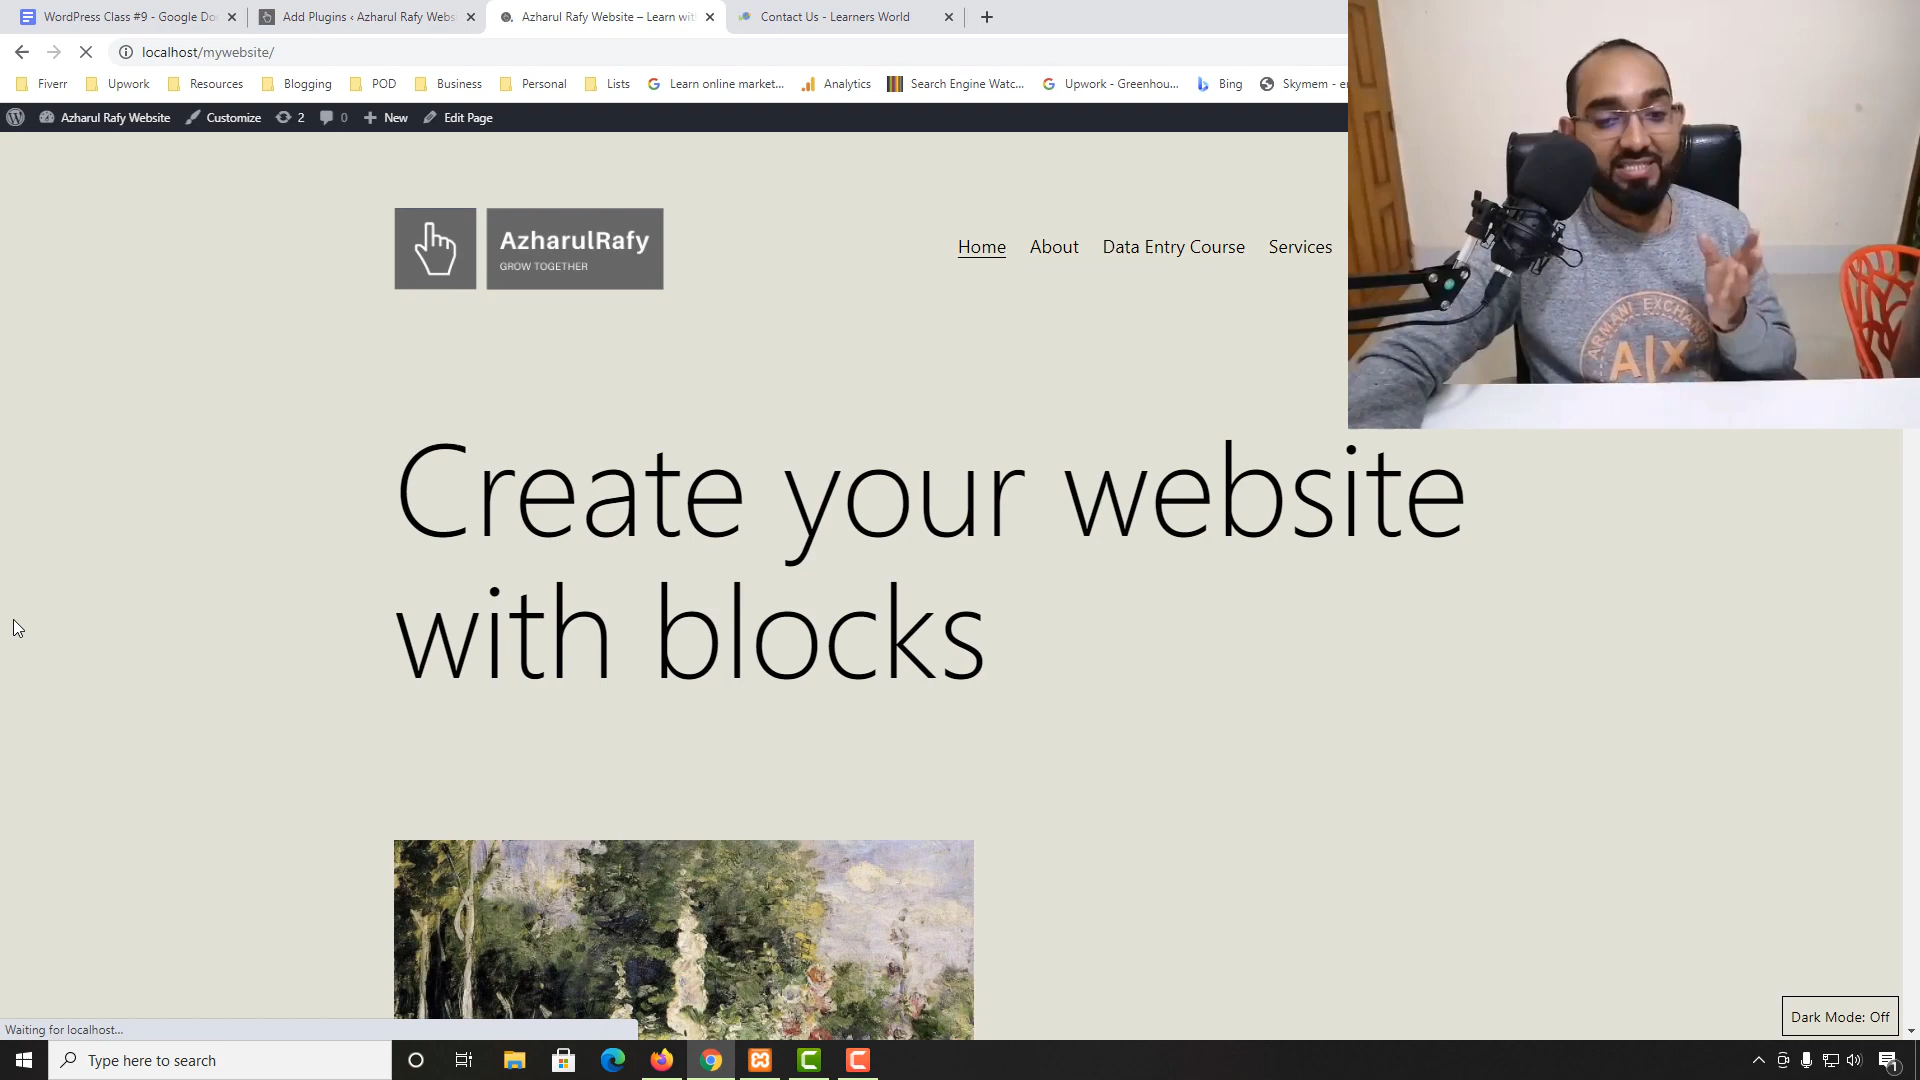 WordPress Class #9 - Google Do
Add Plugins ‹ Azharul Rafy Webs
Azharul Rafy Website – Learn wit
Contact Us - Learners World
localhost/mywebsite/
Fiverr
Upwork
Resources
Blogging
POD
Business
Personal
Lists
Learn online market...
Analytics
Search Engine Watc...
Upwork - Greenhou...
Bing
Skymem - e
Azharul Rafy Website
Customize
2
0
New
Edit Page
AzharulRafy
GROW TOGETHER
Home
About
Data Entry Course
Services
ARMANI EXCHANGE
A|X
Create your website
with blocks
Dark Mode: Off
Waiting for localhost...
Type here to search
1